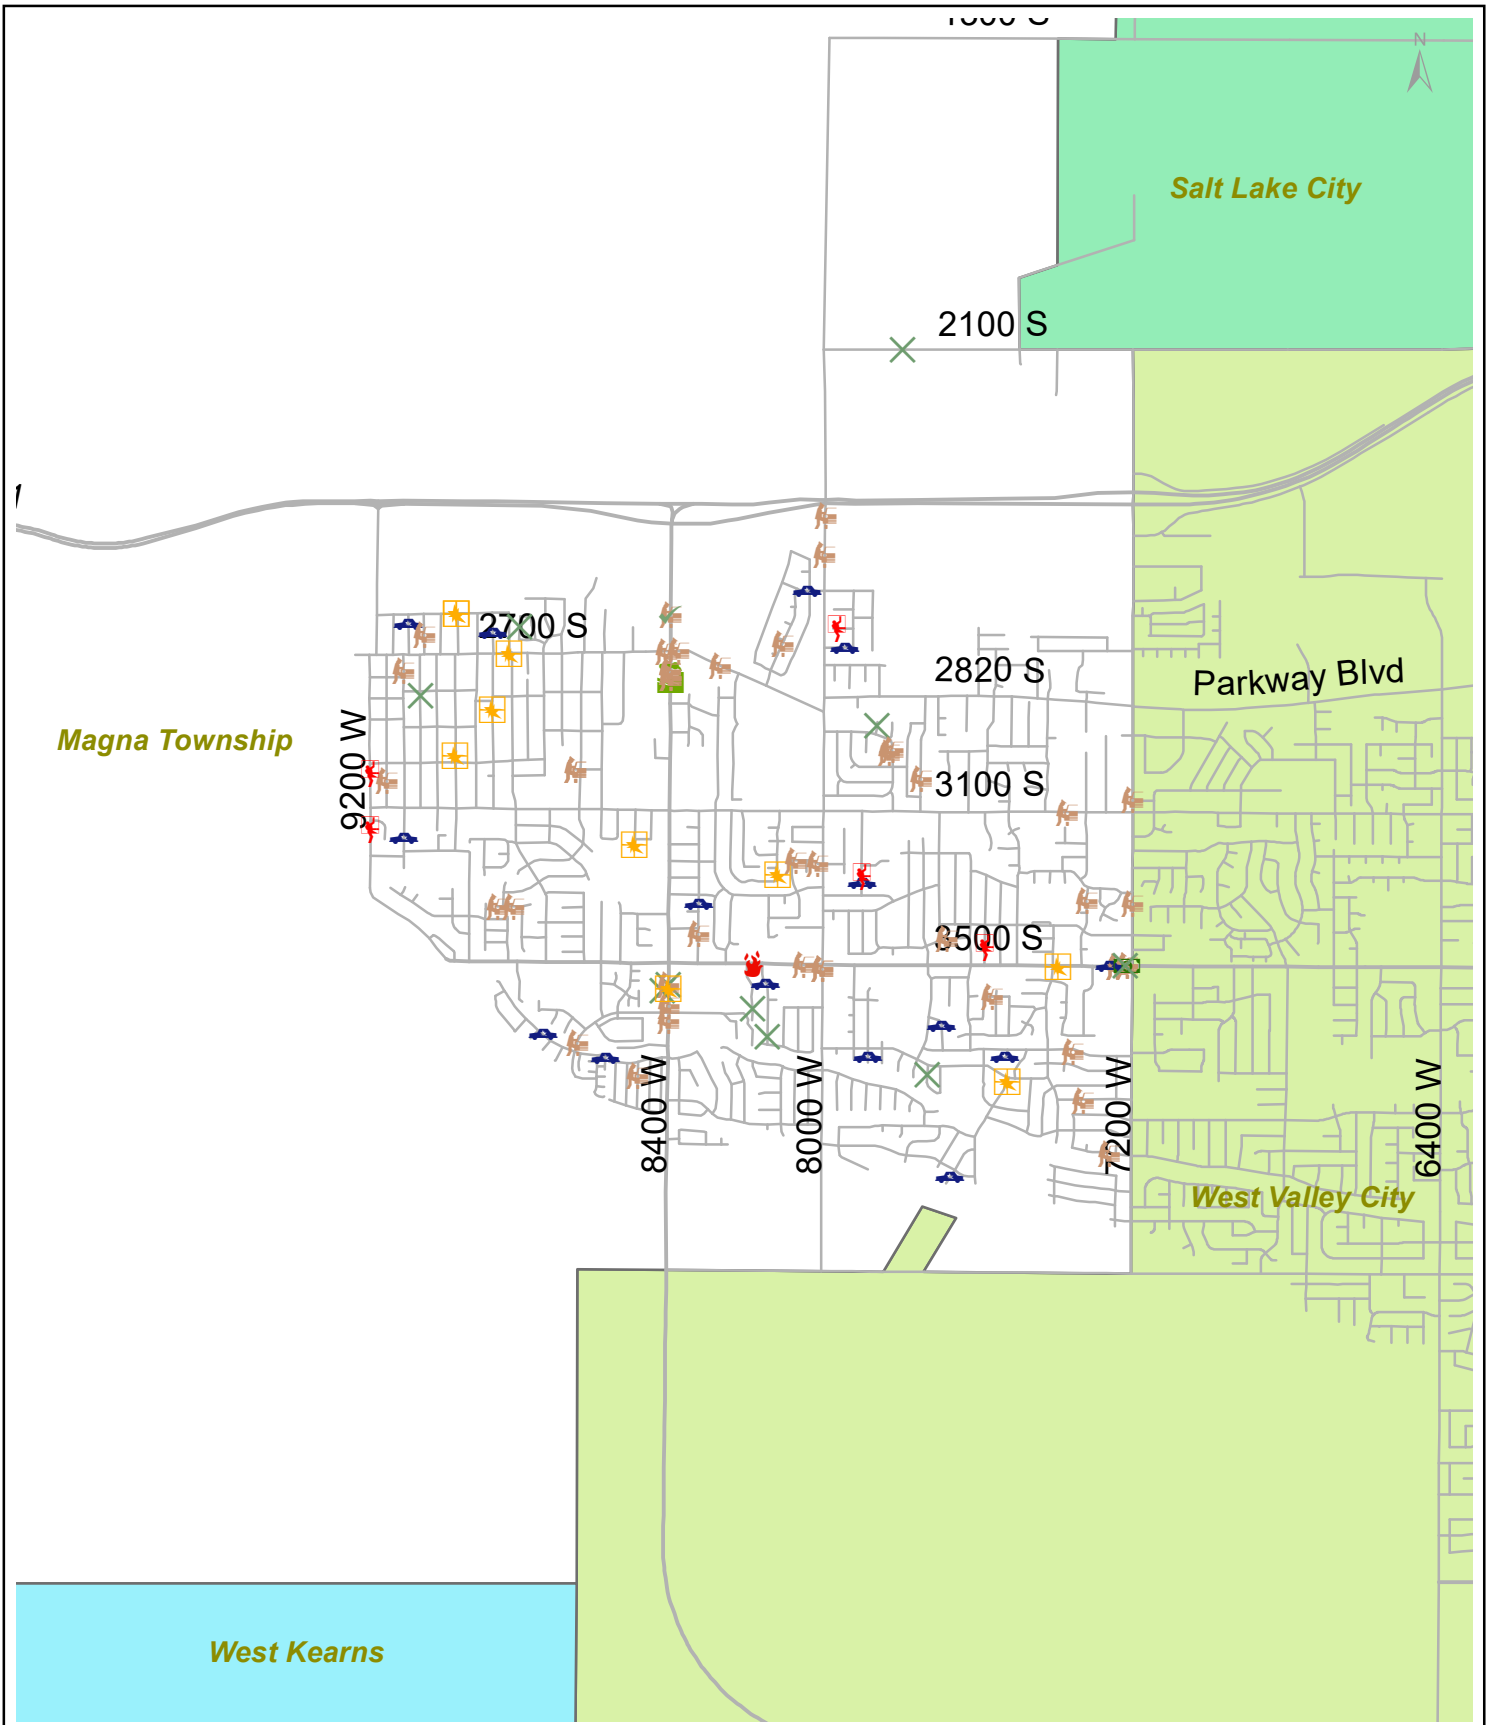 N
Salt Lake City
2100 S
2700 S
2820 S
Parkway Blvd
Magna Township
9200 W
3100 S
3500 S
8400 W
8000 W
7200 W
6400 W
West Valley City
West Kearns